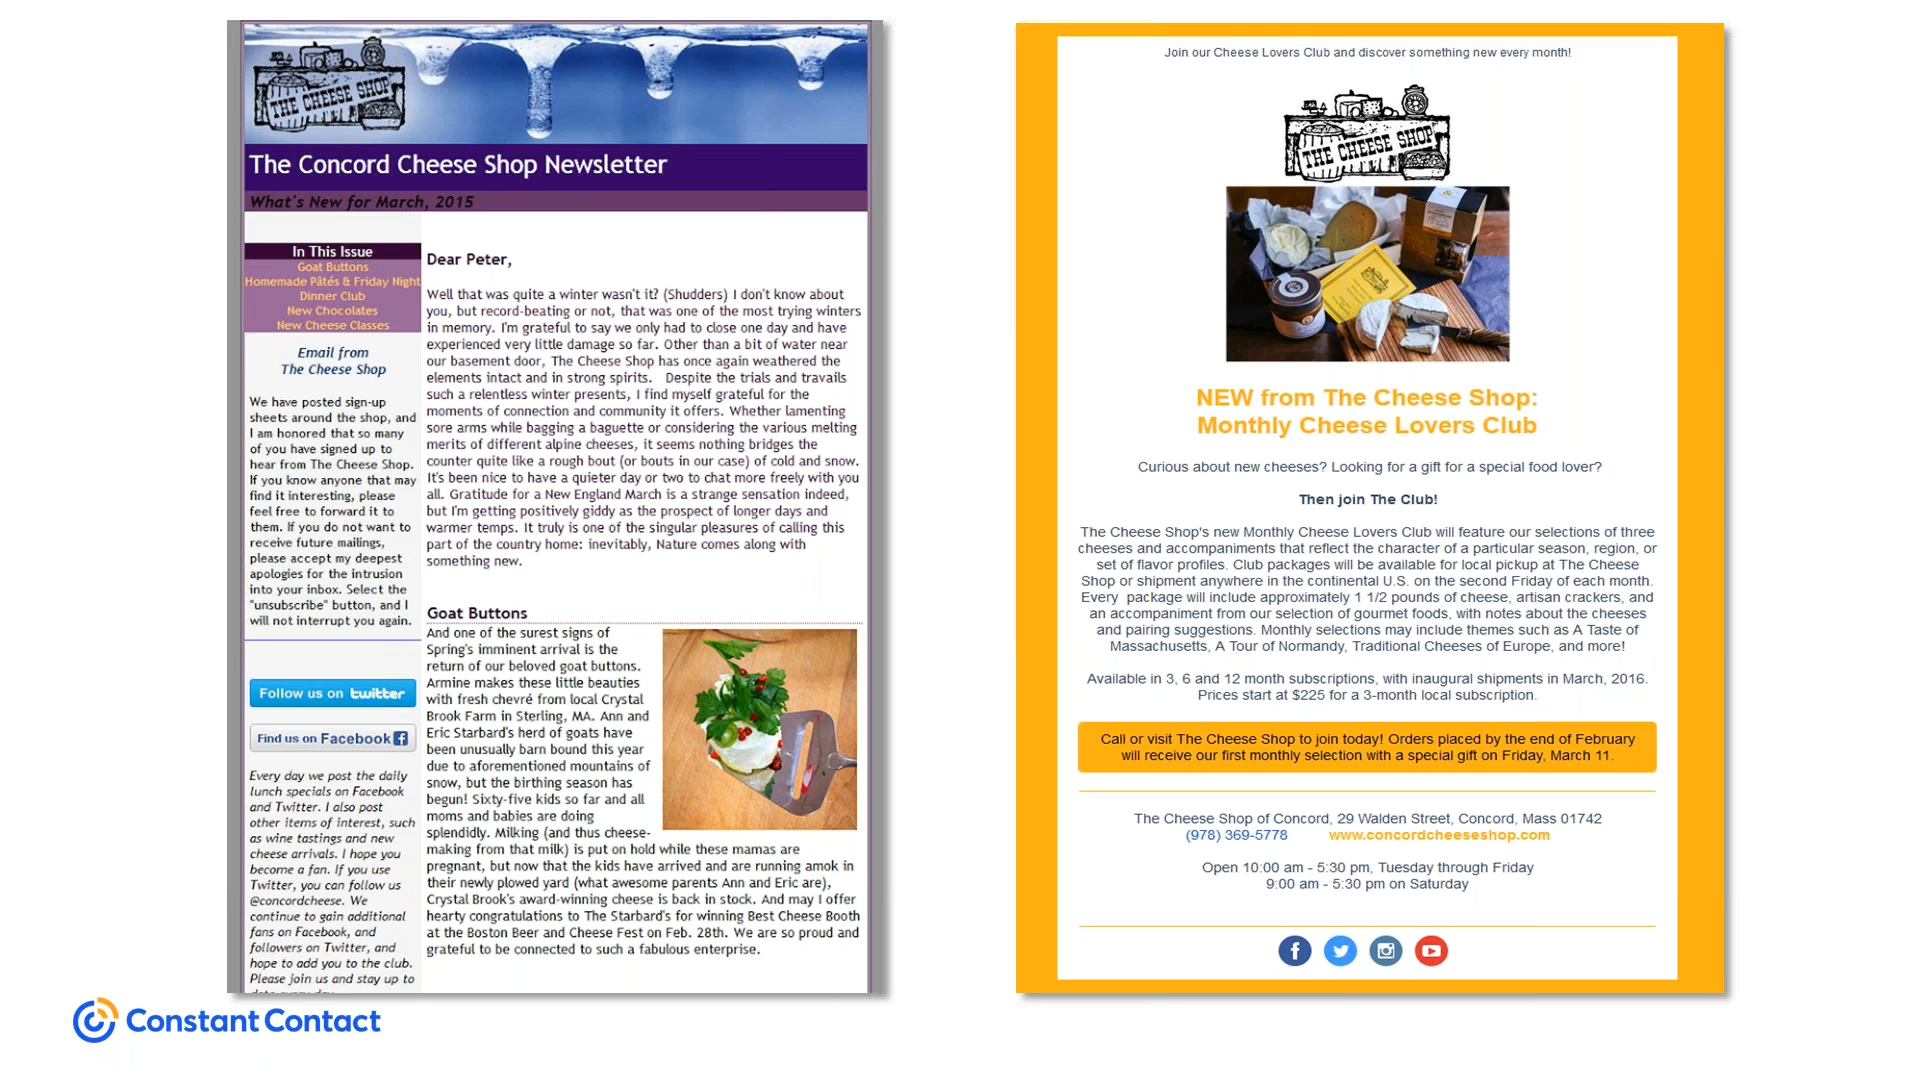 THE CHEESE SHOP
The Concord Cheese Shop Newsletter
What's New for March, 2015
In This Issue
Goat Buttons
Homemade Pâtés & Friday Night
Dinner Club
New Chocolates
New Cheese Classes
Email from
The Cheese Shop
We have posted sign-up
sheets around the shop, and
I am honored that so many
of you have signed up to
hear from The Cheese Shop.
If you know anyone that may
find it interesting, please
feel free to forward it to
them. If you do not want to
receive future mailings,
please accept my deepest
apologies for the intrusion
into your inbox. Select the
"unsubscribe" button, and I
will not interrupt you again.
Follow us on twitter
Find us on Facebook f
Every day we post the daily
lunch specials on Facebook
and Twitter. I also post
other items of interest, such
as wine tastings and new
cheese arrivals. I hope you
become a fan. If you use
Twitter, you can follow us
@concordcheese. We
continue to gain additional
fans on Facebook, and
followers on Twitter, and
hope to add you to the club.
Please join us and stay up to
Dear Peter,
Well that was quite a winter wasn't it? (Shudders) I don't know about
you, but record-beating or not, that was one of the most trying winters
in memory. I'm grateful to say we only had to close one day and have
experienced very little damage so far. Other than a bit of water near
our basement door, The Cheese Shop has once again weathered the
elements intact and in strong spirits. Despite the trials and travails
such a relentless winter presents, I find myself grateful for the
moments of connection and community it offers. Whether lamenting
sore arms while bagging a baguette or considering the various melting
merits of different alpine cheeses, it seems nothing bridges the
counter quite like a rough bout (or bouts in our case) of cold and snow.
It's been nice to have a quieter day or two to chat more freely with you
all. Gratitude for a New England March is a strange sensation indeed,
but I'm getting positively giddy as the prospect of longer days and
warmer temps. It truly is one of the singular pleasures of calling this
part of the country home: inevitably, Nature comes along with
something new.
Goat Buttons
And one of the surest signs of
Spring's imminent arrival is the
return of our beloved goat buttons.
Armine makes these little beauties
with fresh chevré from local Crystal
Brook Farm in Sterling, MA. Ann and
Eric Starbard's herd of goats have
been unusually barn bound this year
due to aforementioned mountains of
snow, but the birthing season has
begun! Sixty-five kids so far and all
moms and babies are doing
splendidly. Milking (and thus cheese-
making from that milk) is put on hold while these mamas are
pregnant, but now that the kids have arrived and are running amok in
their newly plowed yard (what awesome parents Ann and Eric are),
Crystal Brook's award-winning cheese is back in stock. And may I offer
hearty congratulations to The Starbard's for winning Best Cheese Booth
at the Boston Beer and Cheese Fest on Feb. 28th. We are so proud and
grateful to be connected to such a fabulous enterprise.
Join our Cheese Lovers Club and discover something new every month!
THE CHEESE SHOP
NEW from The Cheese Shop:
Monthly Cheese Lovers Club
Curious about new cheeses? Looking for a gift for a special food lover?
Then join The Club!
The Cheese Shop's new Monthly Cheese Lovers Club will feature our selections of three
cheeses and accompaniments that reflect the character of a particular season, region, or
set of flavor profiles. Club packages will be available for local pickup at The Cheese
Shop or shipment anywhere in the continental U.S. on the second Friday of each month.
Every package will include approximately 1 1/2 pounds of cheese, artisan crackers, and
an accompaniment from our selection of gourmet foods, with notes about the cheeses
and pairing suggestions. Monthly selections may include themes such as A Taste of
Massachusetts, A Tour of Normandy, Traditional Cheeses of Europe, and more!
Available in 3, 6 and 12 month subscriptions, with inaugural shipments in March, 2016.
Prices start at $225 for a 3-month local subscription.
Call or visit The Cheese Shop to join today! Orders placed by the end of February
will receive our first monthly selection with a special gift on Friday, March 11.
The Cheese Shop of Concord, 29 Walden Street, Concord, Mass 01742
(978) 369-5778 www.concordcheeseshop.com
Open 10:00 am - 5:30 pm, Tuesday through Friday
9:00 am - 5:30 pm on Saturday
Constant Contact